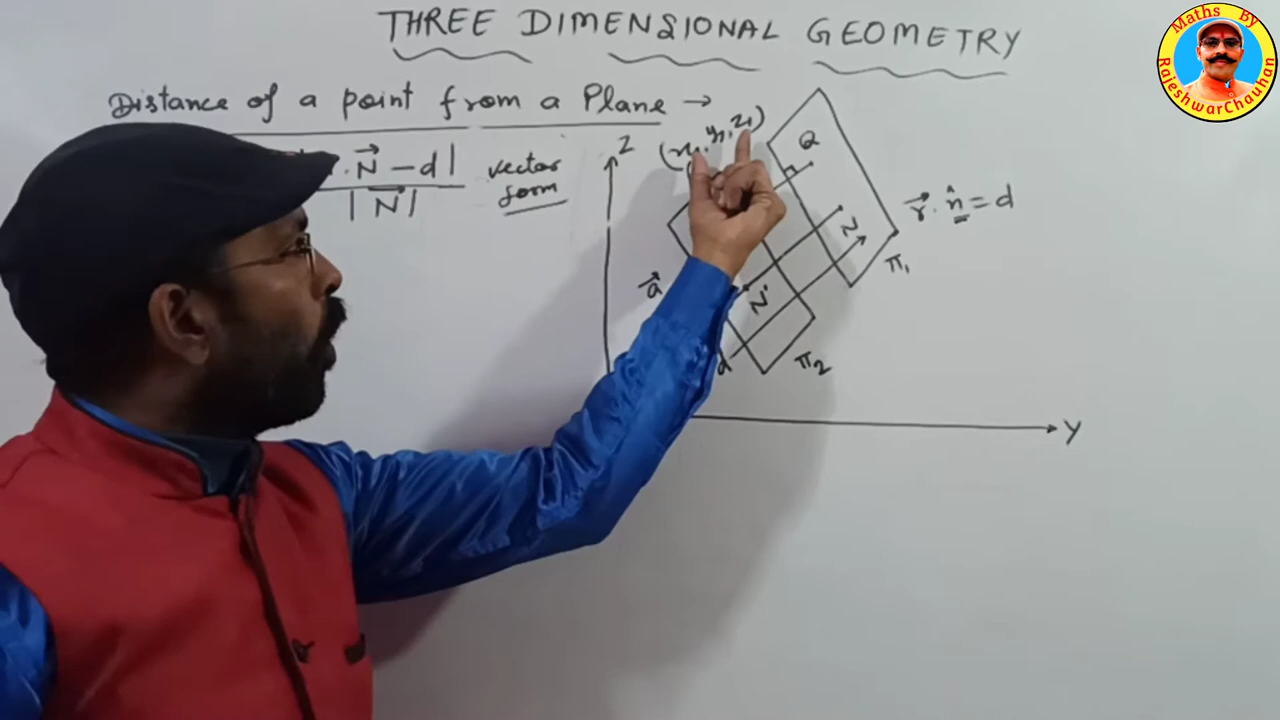 THREE DIMENSIONAL GEOMETRY
Maths By
RajeshwarChauhan
Distance of a point from a Plane →
. N⃗ - d|
|N⃗|
vector
form
Z
(x₁, y₁, z₁)
Q
r⃗. n̂ = d
π₁
N
a⃗
N'
π₂
d
Y